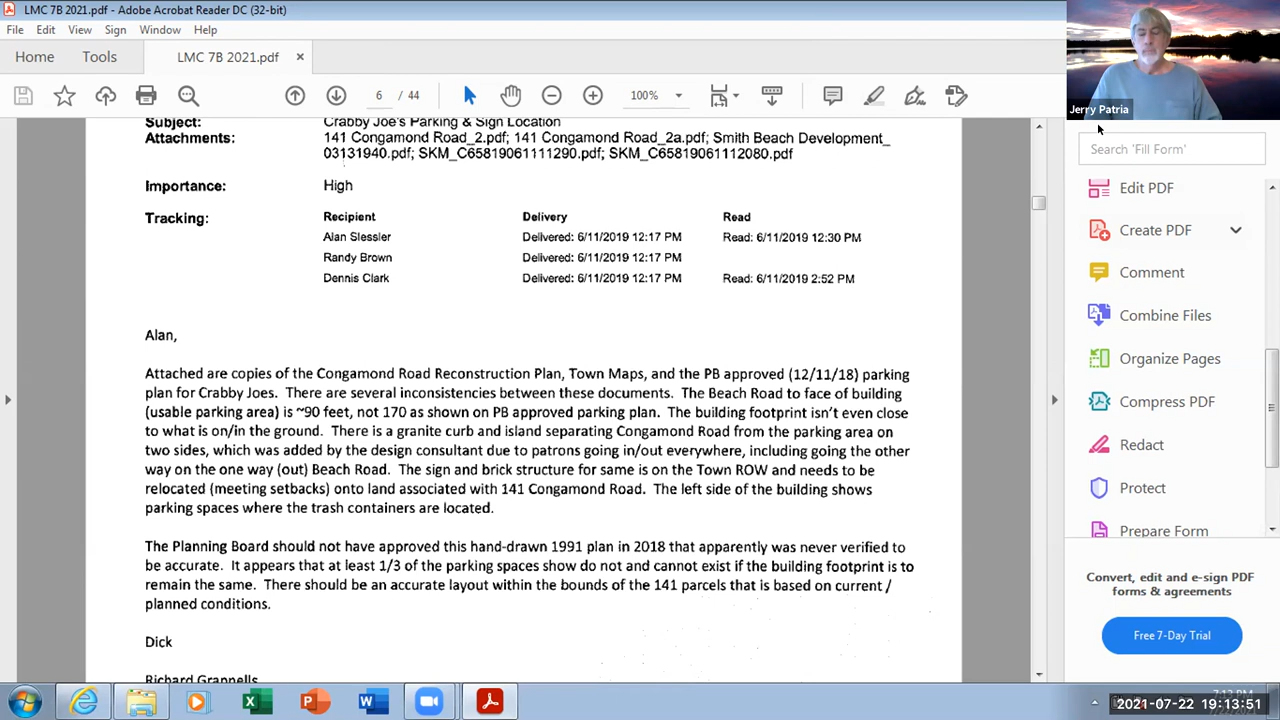 LMC 7B 2021.pdf - Adobe Acrobat Reader DC (32-bit)
File Edit View Sign Window Help
Home Tools LMC 7B 2021.pdf ×
6 / 44 100%
Jerry Patria
Search 'Fill Form'
Edit PDF
Create PDF
Comment
Combine Files
Organize Pages
Compress PDF
Redact
Protect
Prepare Form
Convert, edit and e-sign PDF
forms & agreements
Free 7-Day Trial
Subject: Crabby Joe's Parking & Sign Location
Attachments: 141 Congamond Road_2.pdf; 141 Congamond Road_2a.pdf; Smith Beach Development_
03131940.pdf; SKM_C65819061111290.pdf; SKM_C65819061112080.pdf
Importance: High
Tracking: Recipient Delivery Read
Alan Slessler Delivered: 6/11/2019 12:17 PM Read: 6/11/2019 12:30 PM
Randy Brown Delivered: 6/11/2019 12:17 PM
Dennis Clark Delivered: 6/11/2019 12:17 PM Read: 6/11/2019 2:52 PM
Alan,
Attached are copies of the Congamond Road Reconstruction Plan, Town Maps, and the PB approved (12/11/18) parking
plan for Crabby Joes. There are several inconsistencies between these documents. The Beach Road to face of building
(usable parking area) is ~90 feet, not 170 as shown on PB approved parking plan. The building footprint isn't even close
to what is on/in the ground. There is a granite curb and island separating Congamond Road from the parking area on
two sides, which was added by the design consultant due to patrons going in/out everywhere, including going the other
way on the one way (out) Beach Road. The sign and brick structure for same is on the Town ROW and needs to be
relocated (meeting setbacks) onto land associated with 141 Congamond Road. The left side of the building shows
parking spaces where the trash containers are located.
The Planning Board should not have approved this hand-drawn 1991 plan in 2018 that apparently was never verified to
be accurate. It appears that at least 1/3 of the parking spaces show do not and cannot exist if the building footprint is to
remain the same. There should be an accurate layout within the bounds of the 141 parcels that is based on current /
planned conditions.
Dick
Richard Grannells
2021-07-22 19:13:51